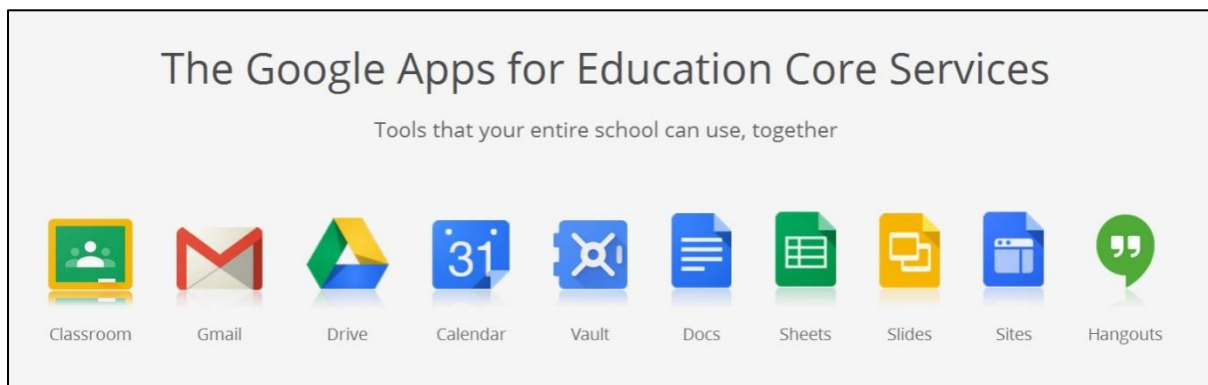 The Google Apps for Education Core Services
Tools that your entire school can use, together
31
Classroom Gmail Drive Calendar Vault Docs Sheets Slides Sites Hangouts